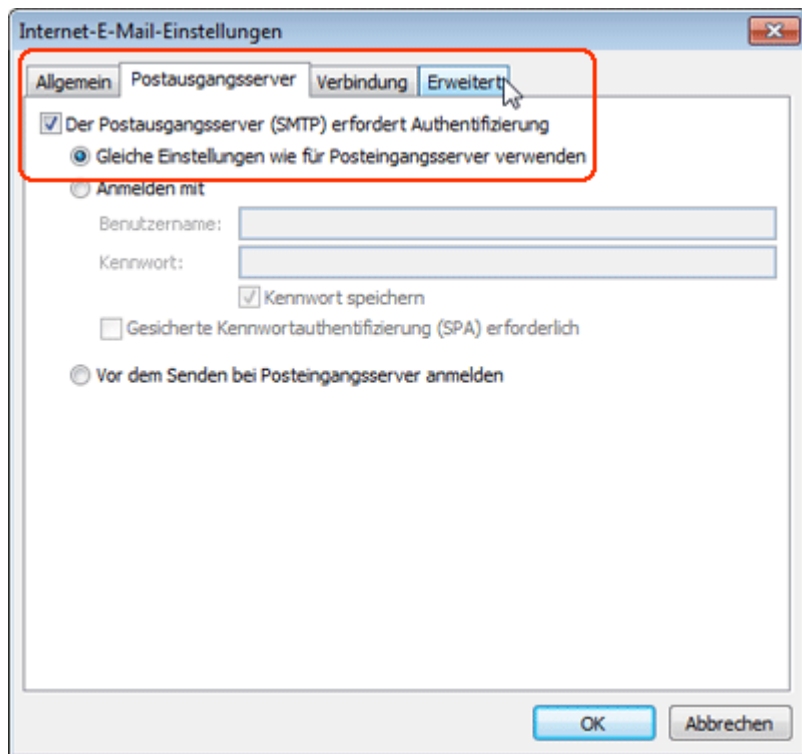 Internet-E-Mail-Einstellungen
Allgemein Postausgangsserver Verbindung Erweitert
Der Postausgangsserver (SMTP) erfordert Authentifizierung
Gleiche Einstellungen wie für Posteingangsserver verwenden
Anmelden mit
Benutzername:
Kennwort:
Kennwort speichern
Gesicherte Kennwortauthentifizierung (SPA) erforderlich
Vor dem Senden bei Posteingangsserver anmelden
OK Abbrechen